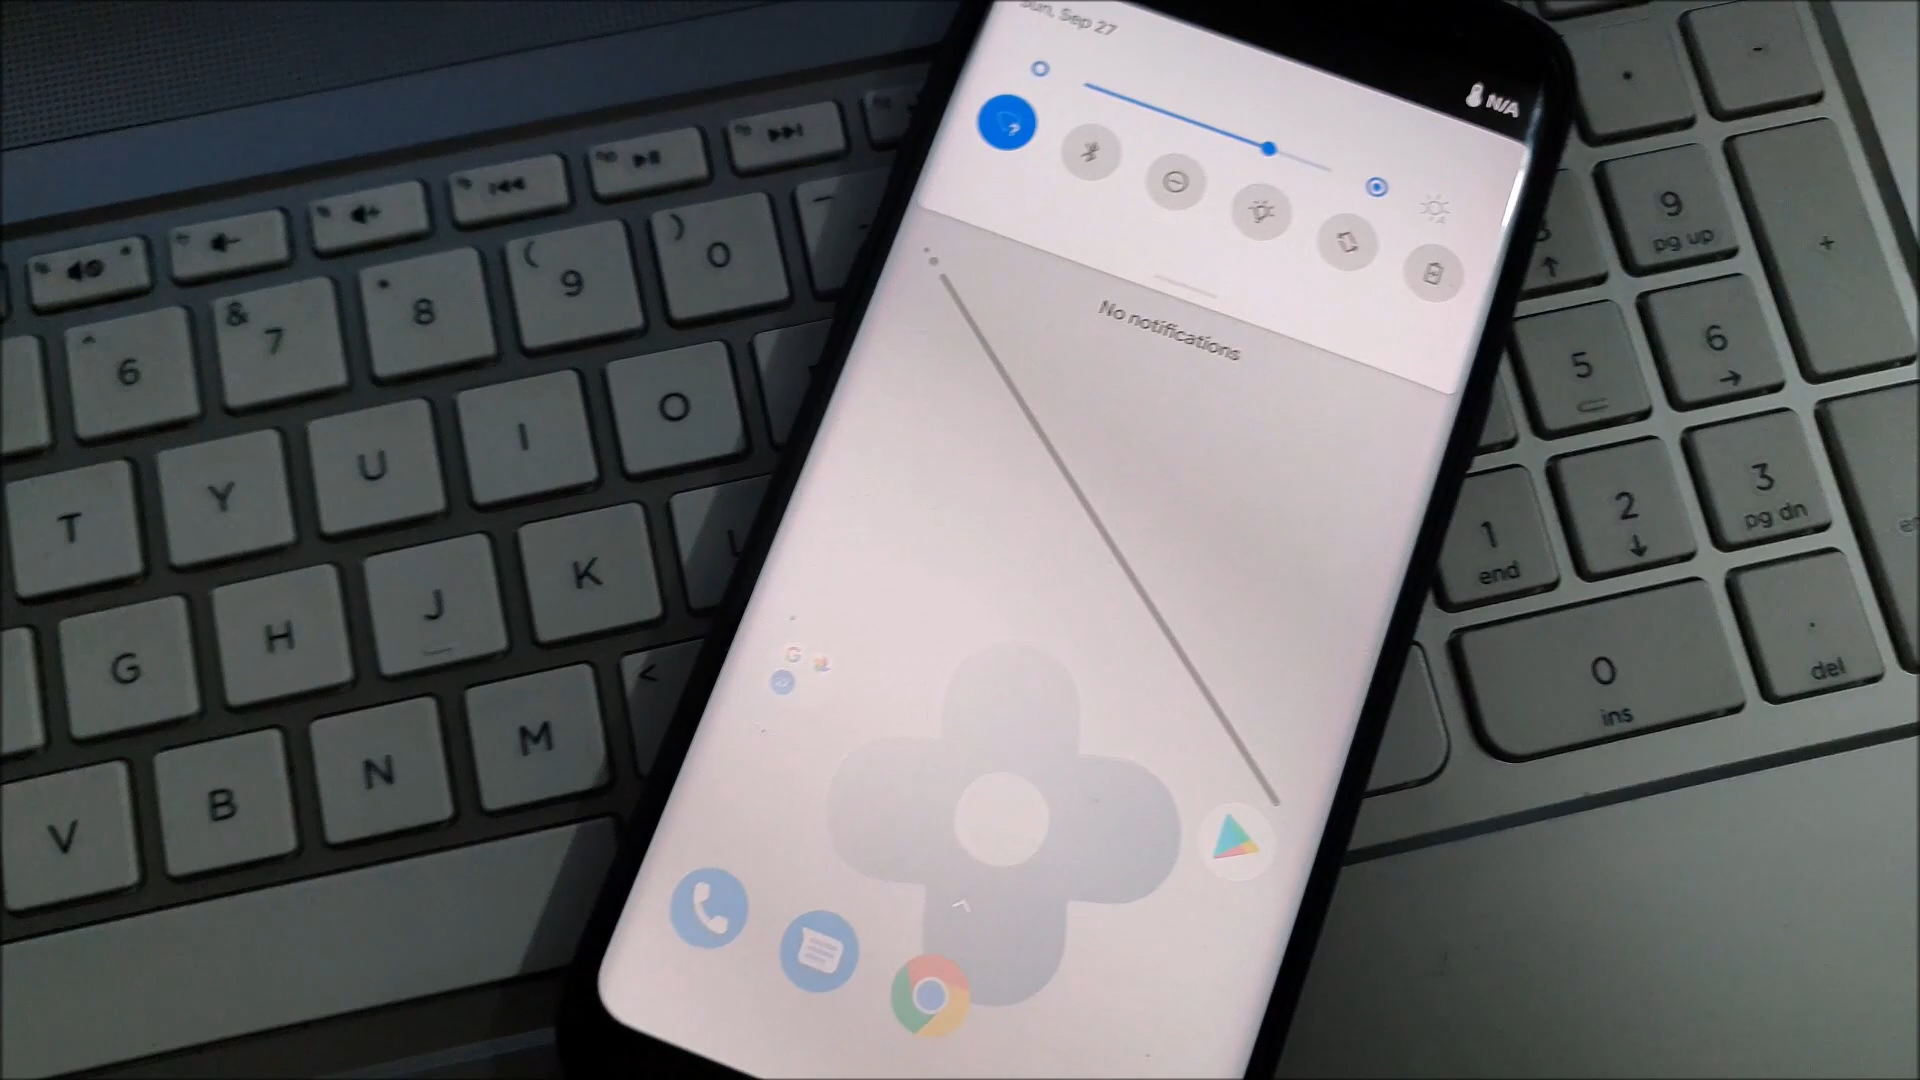 Sun, Sep 27
N/A
No notifications
G
^ 6
& 7
8
( 9
) 0
T
Y
U
I
O
G
H
J
K
L
V
B
N
M
<
.
-
9
pg up
+
5
6
1
end
2
3
pg dn
0
ins
.
del